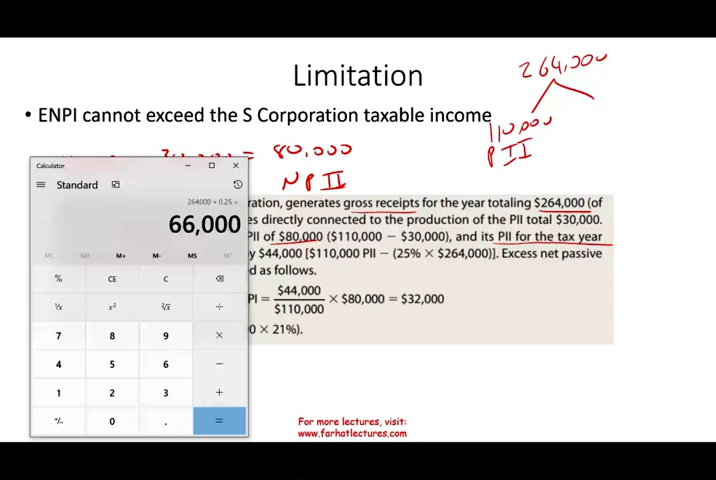 Limitation
264,000
• ENPI cannot exceed the S Corporation taxable income
110,000
PII
= 80,000
NPII
Calculator
Standard
264000 × 0.25 =
66,000
MC MR M+ M- MS M˅
% CE C
¹/x x² ²√x ÷
7 8 9 ×
4 5 6 −
1 2 3 +
⁺/₋ 0 . =
ration, generates gross receipts for the year totaling $264,000 (of
es directly connected to the production of the PII total $30,000.
PII of $80,000 ($110,000 − $30,000), and its PII for the tax year
y $44,000 [$110,000 PII − (25% × $264,000)]. Excess net passive
d as follows.
PI = $44,000 / $110,000 × $80,000 = $32,000
0 × 21%).
For more lectures, visit:
www.farhatlectures.com